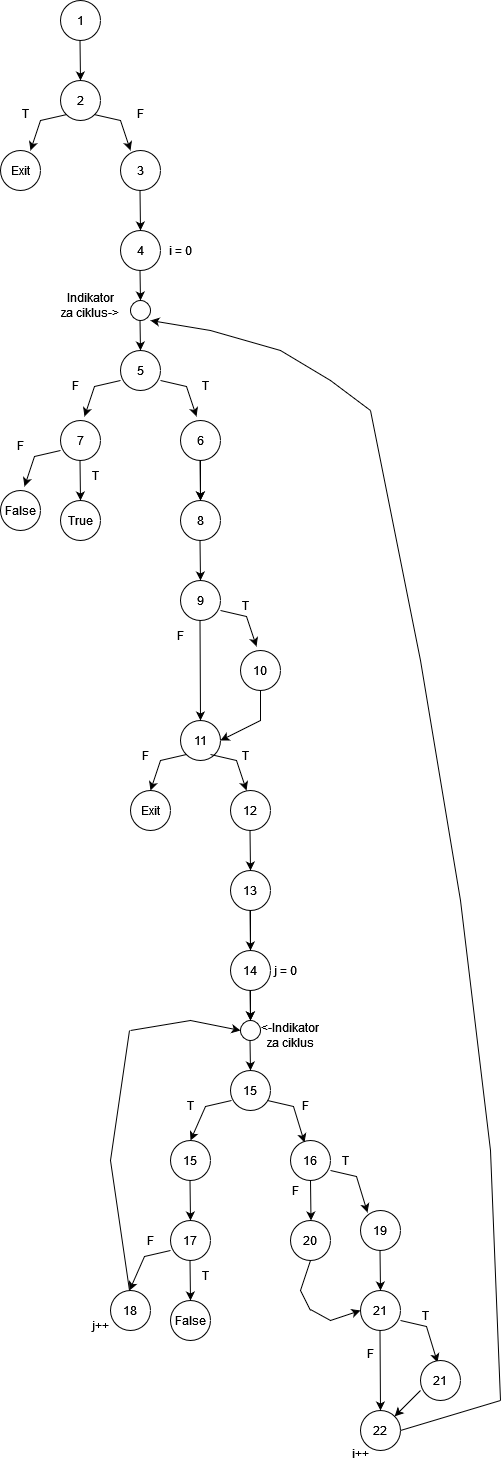 1
2
T
F
Exit
3
4
i = 0
Indikator
za ciklus->
5
F
T
7
6
F
T
False
True
8
9
T
F
10
11
F
T
Exit
12
13
14
j = 0
<-Indikator
za ciklus
15
T
F
15
16
T
F
19
17
20
F
T
18
j++
False
21
T
F
21
22
i++